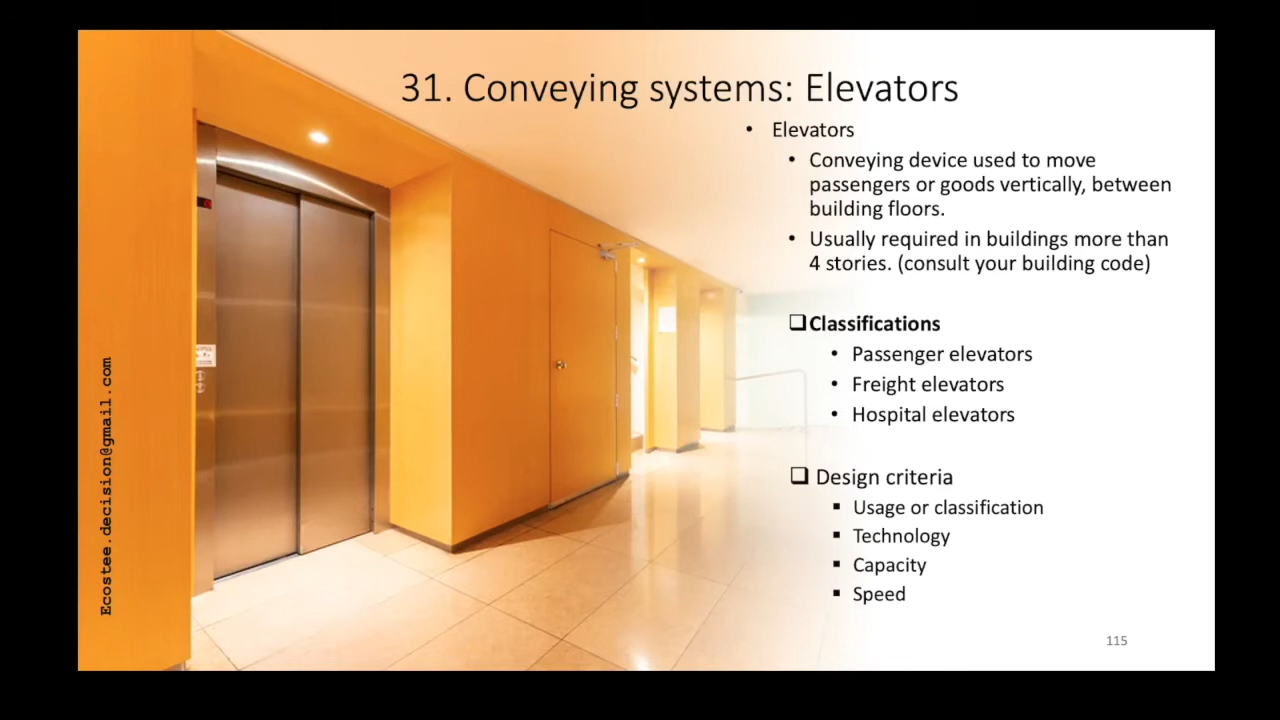 31. Conveying systems: Elevators
• Elevators
• Conveying device used to move
passengers or goods vertically, between
building floors.
• Usually required in buildings more than
4 stories. (consult your building code)
❑Classifications
• Passenger elevators
• Freight elevators
• Hospital elevators
❑ Design criteria
▪ Usage or classification
▪ Technology
▪ Capacity
▪ Speed
Ecostee.decision@gmail.com
115